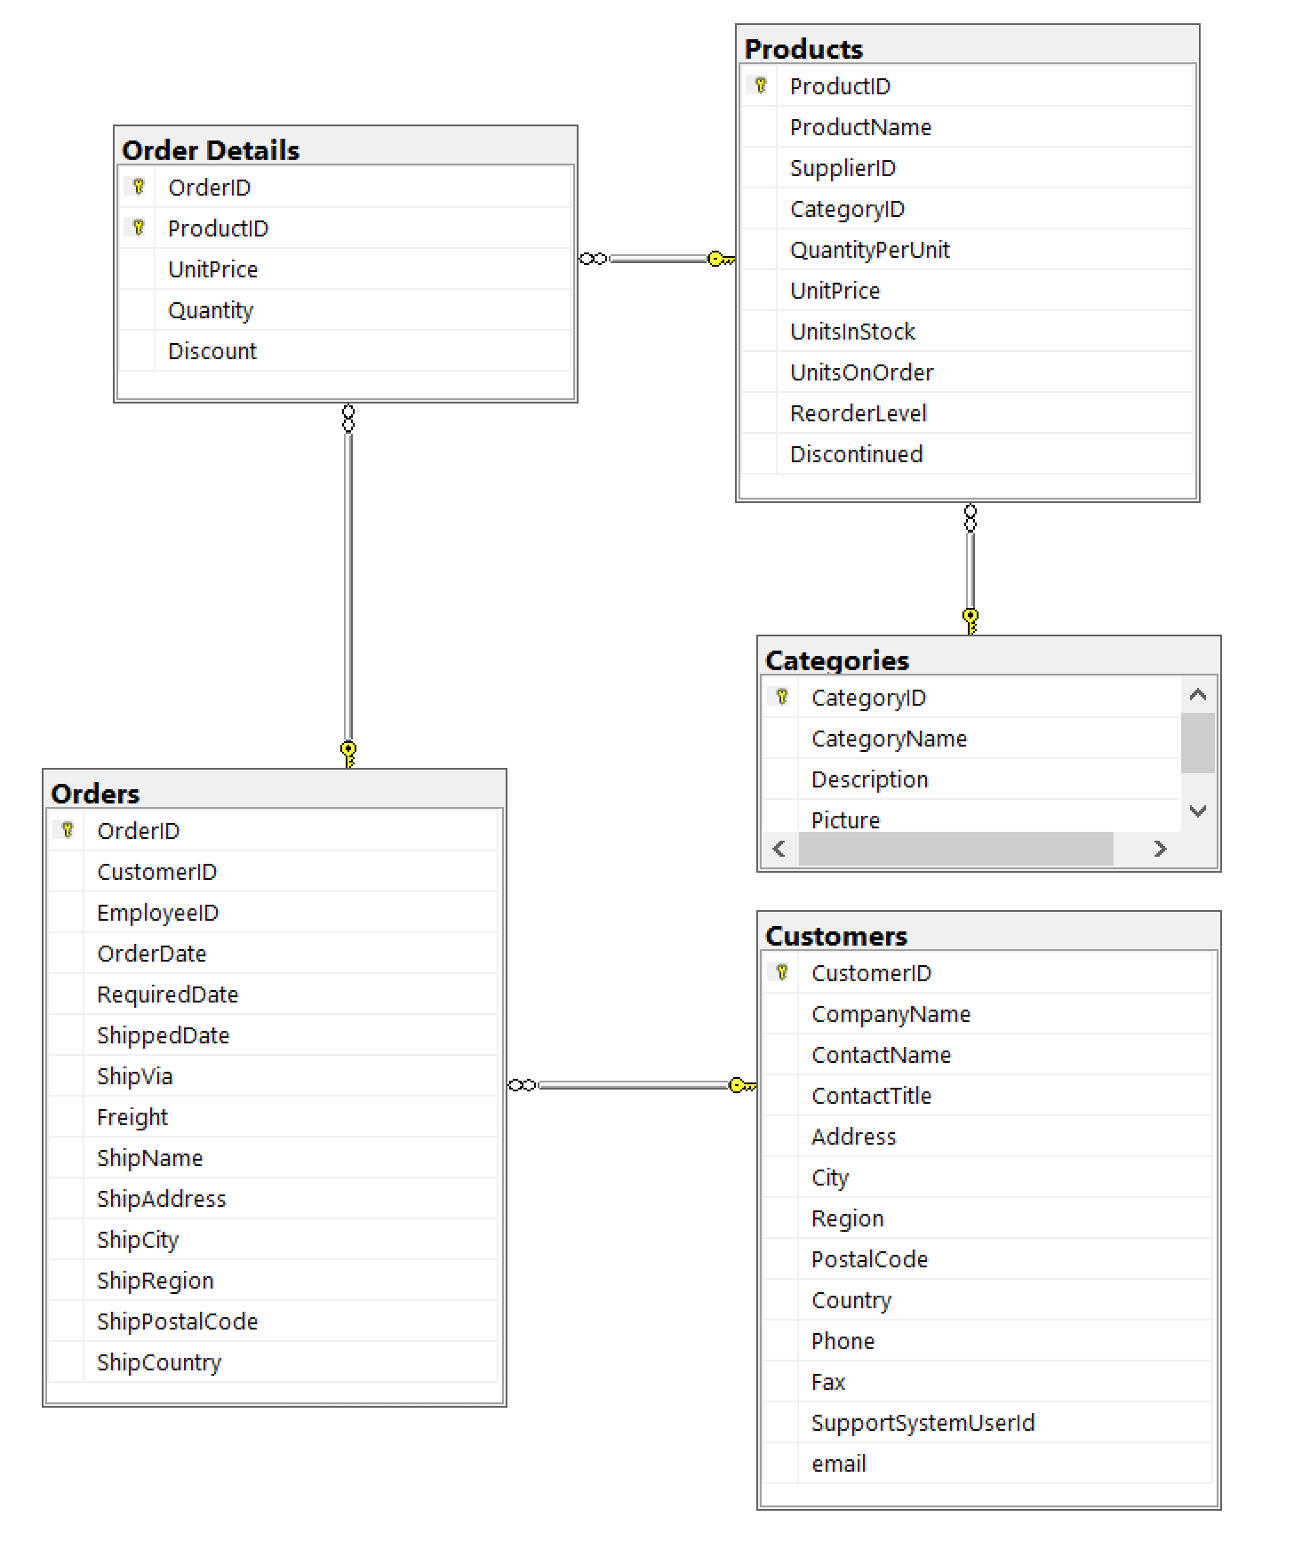 Order Details
OrderID
ProductID
UnitPrice
Quantity
Discount
Products
ProductID
ProductName
SupplierID
CategoryID
QuantityPerUnit
UnitPrice
UnitsInStock
UnitsOnOrder
ReorderLevel
Discontinued
Categories
CategoryID
CategoryName
Description
Picture
Orders
OrderID
CustomerID
EmployeeID
OrderDate
RequiredDate
ShippedDate
ShipVia
Freight
ShipName
ShipAddress
ShipCity
ShipRegion
ShipPostalCode
ShipCountry
Customers
CustomerID
CompanyName
ContactName
ContactTitle
Address
City
Region
PostalCode
Country
Phone
Fax
SupportSystemUserId
email